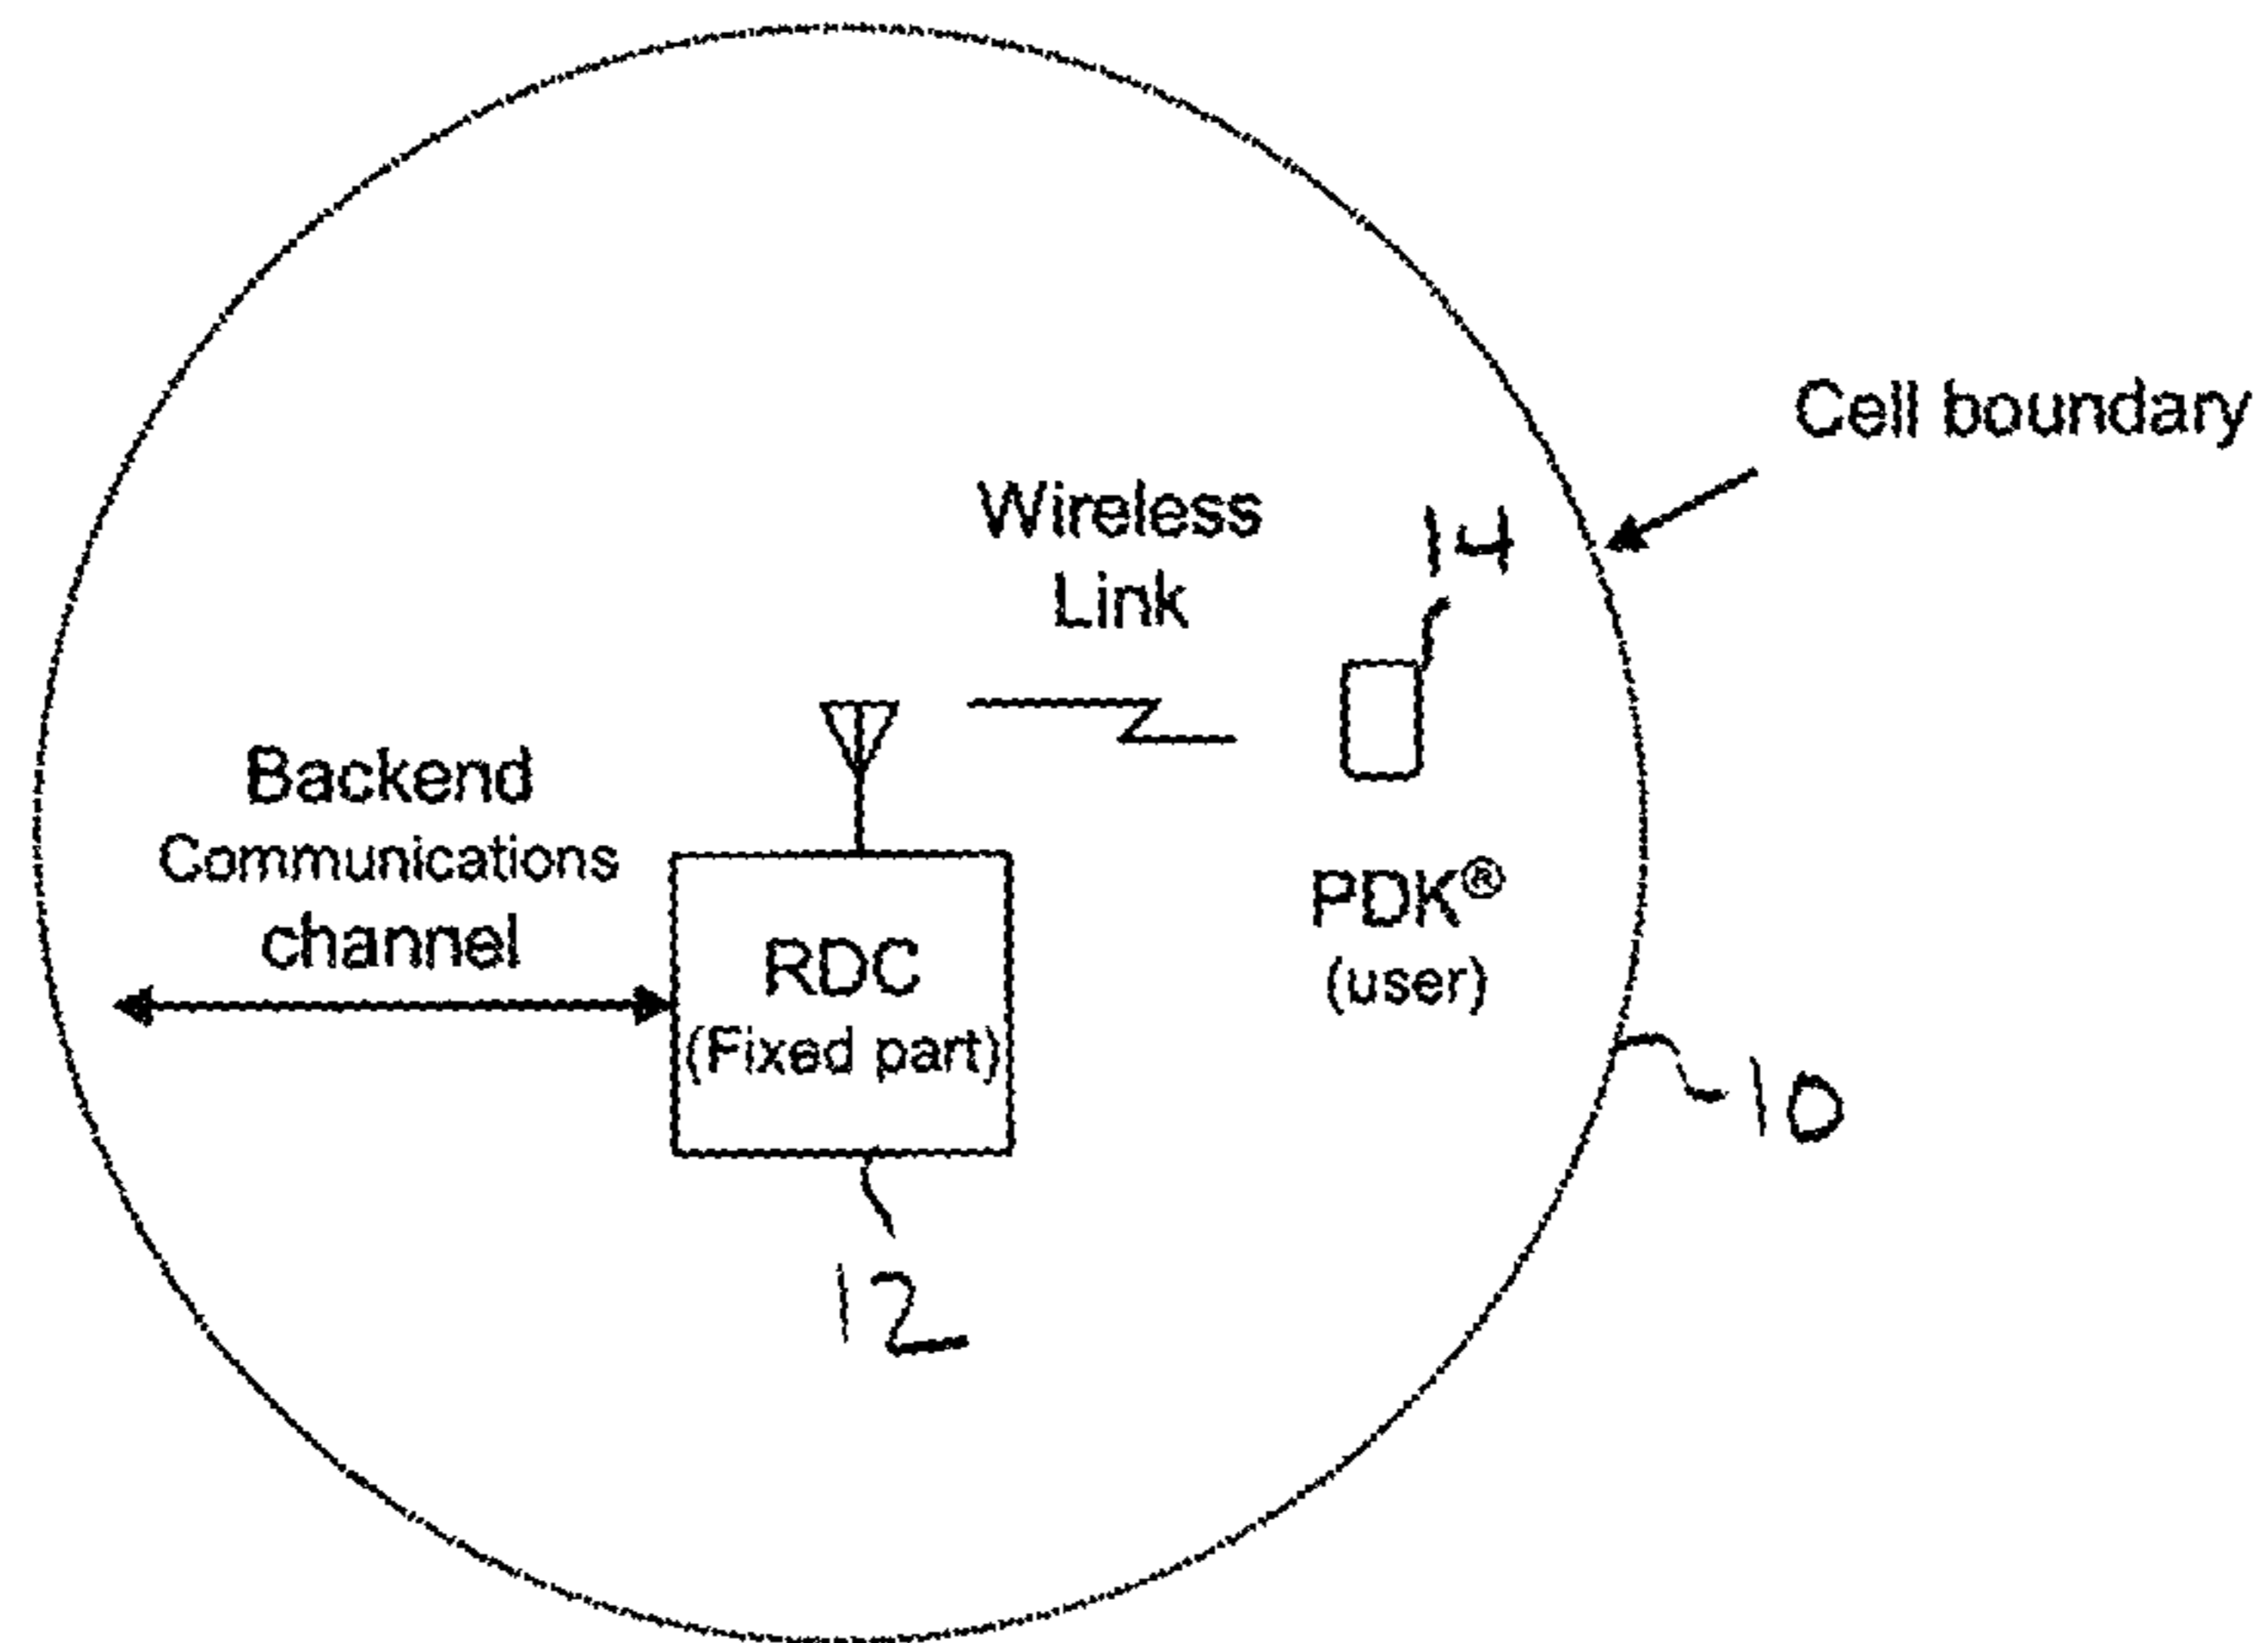 Cell boundary
Wireless
Link
14
Backend
Communications
channel
PDK®
(user)
RDC
(Fixed part)
10
12